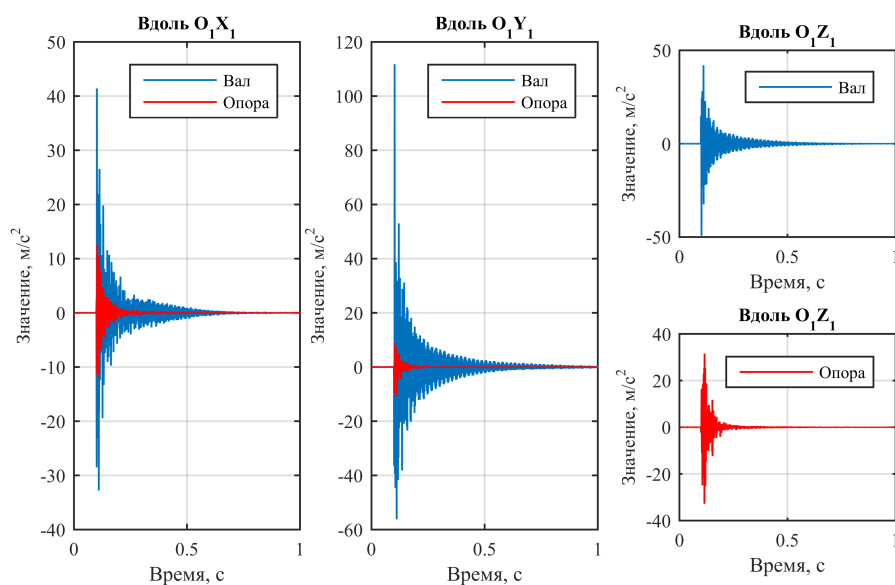 Вдоль O₁X₁
50
40
30
20
10
0
-10
-20
-30
-40
0
0.5
1
Значение, м/с²
Время, с
Вал
Опора
Вдоль O₁Y₁
120
100
80
60
40
20
0
-20
-40
-60
0
0.5
1
Значение, м/с²
Время, с
Вал
Опора
Вдоль O₁Z₁
50
0
-50
0
0.5
1
Значение, м/с²
Время, с
Вал
Вдоль O₁Z₁
40
20
0
-20
-40
0
0.5
1
Значение, м/с²
Время, с
Опора